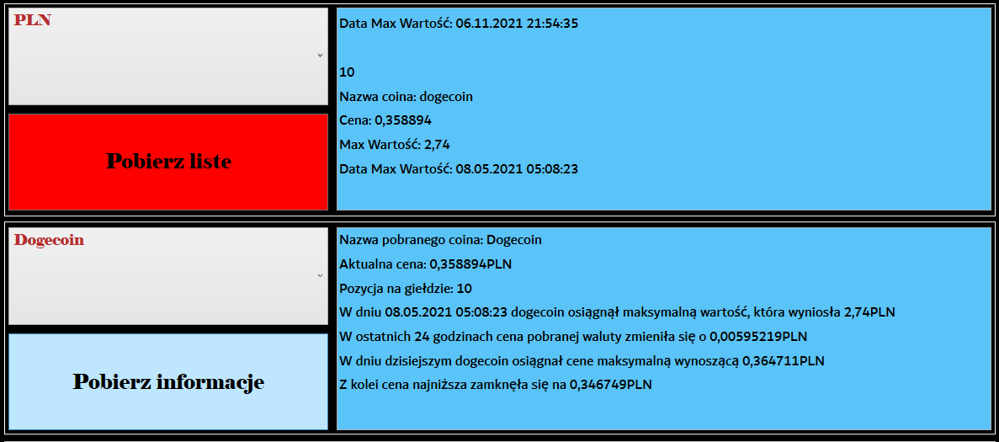 PLN
Pobierz liste
Data Max Wartość: 06.11.2021 21:54:35
10
Nazwa coina: dogecoin
Cena: 0,358894
Max Wartość: 2,74
Data Max Wartość: 08.05.2021 05:08:23
Dogecoin
Pobierz informacje
Nazwa pobranego coina: Dogecoin
Aktualna cena: 0,358894PLN
Pozycja na giełdzie: 10
W dniu 08.05.2021 05:08:23 dogecoin osiągnął maksymalną wartość, która wyniosła 2,74PLN
W ostatnich 24 godzinach cena pobranej waluty zmieniła się o 0,00595219PLN
W dniu dzisiejszym dogecoin osiągnał cene maksymalną wynoszącą 0,364711PLN
Z kolei cena najniższa zamknęła się na 0,346749PLN